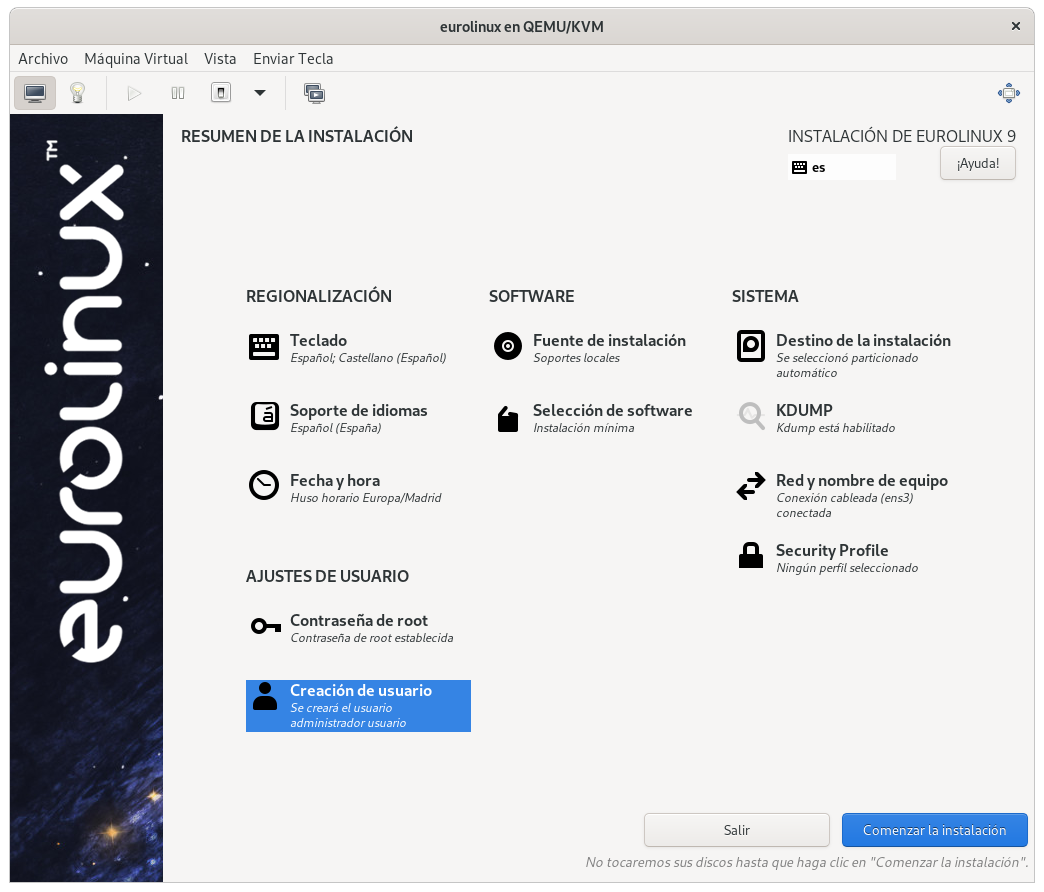 eurolinux en QEMU/KVM
Archivo Máquina Virtual Vista Enviar Tecla
eurolinux™
RESUMEN DE LA INSTALACIÓN
INSTALACIÓN DE EUROLINUX 9
es
¡Ayuda!
REGIONALIZACIÓN
Teclado
Español; Castellano (Español)
Soporte de idiomas
Español (España)
Fecha y hora
Huso horario Europa/Madrid
SOFTWARE
Fuente de instalación
Soportes locales
Selección de software
Instalación mínima
SISTEMA
Destino de la instalación
Se seleccionó particionado
automático
KDUMP
Kdump está habilitado
Red y nombre de equipo
Conexión cableada (ens3)
conectada
Security Profile
Ningún perfil seleccionado
AJUSTES DE USUARIO
Contraseña de root
Contraseña de root establecida
Creación de usuario
Se creará el usuario
administrador usuario
Salir
Comenzar la instalación
No tocaremos sus discos hasta que haga clic en "Comenzar la instalación".